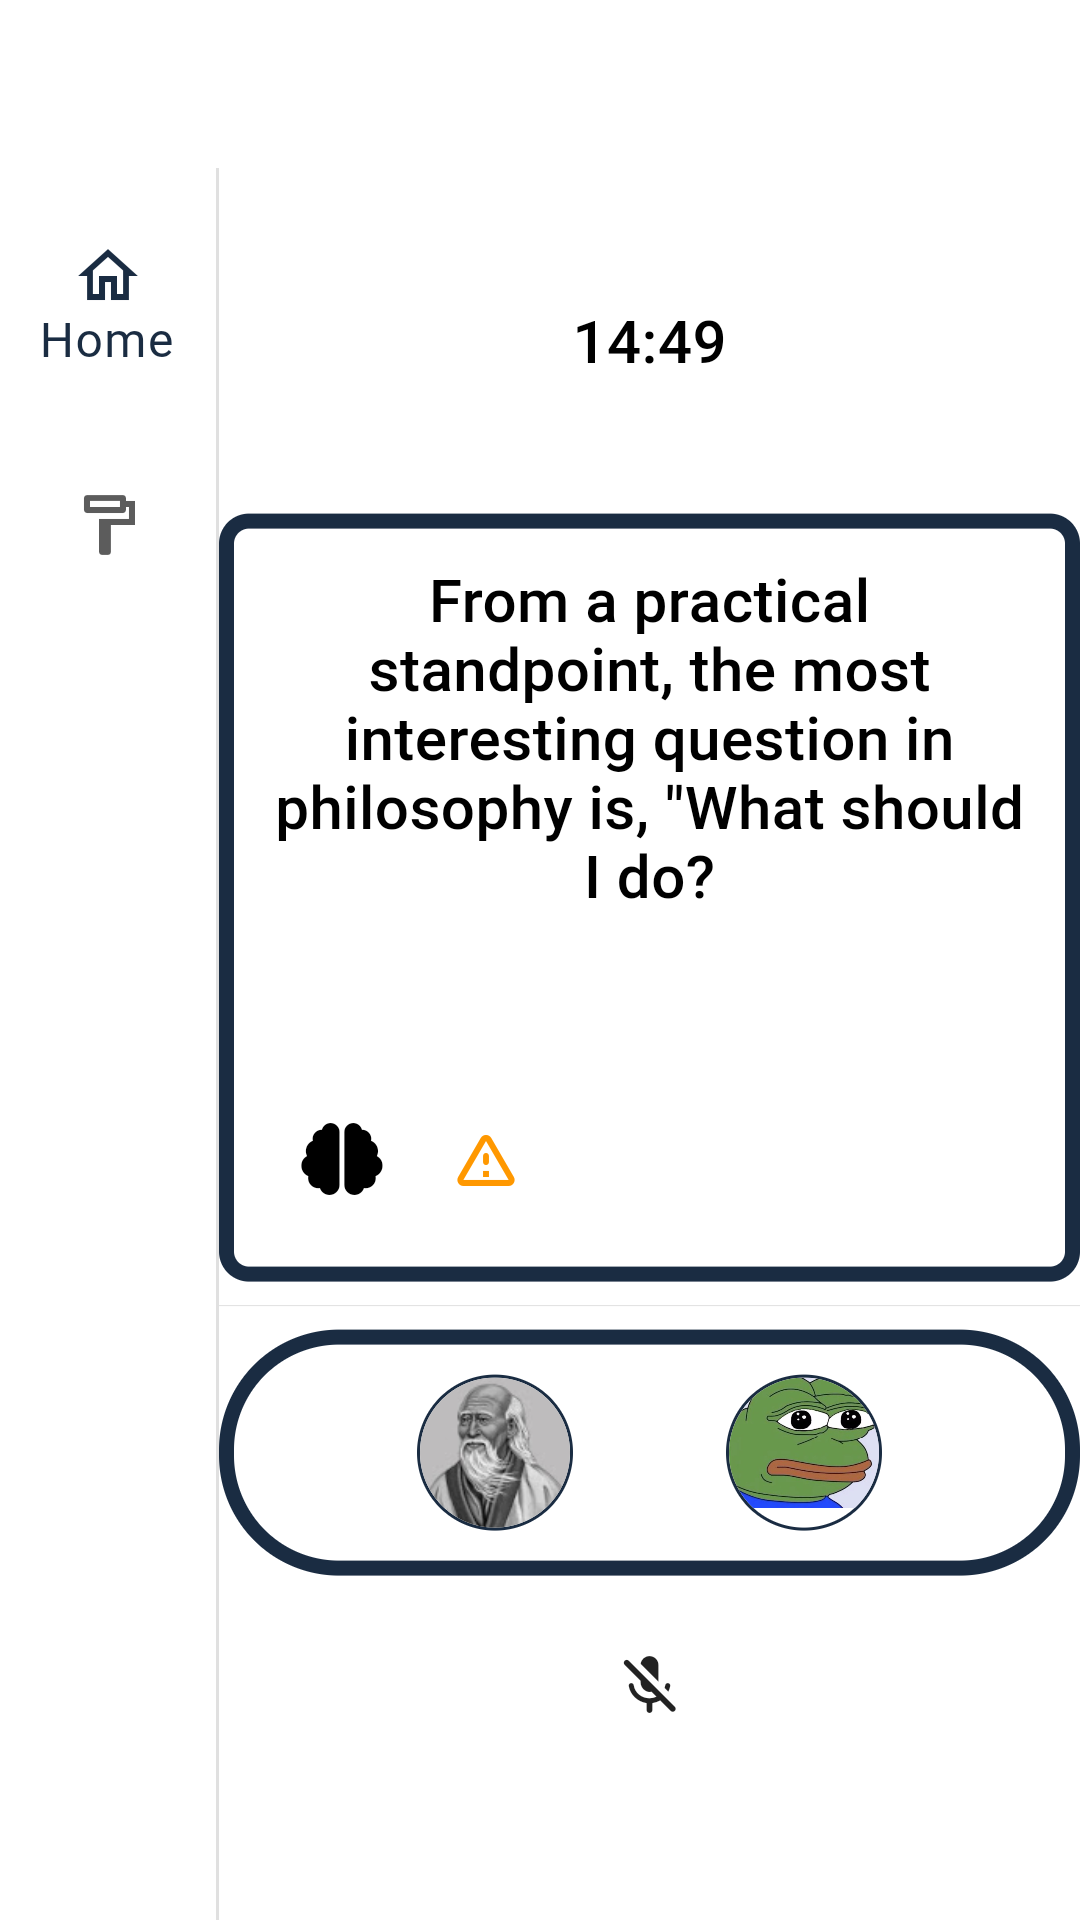 Home
14:49
From a practical
standpoint, the most
interesting question in
philosophy is, "What should
I do?